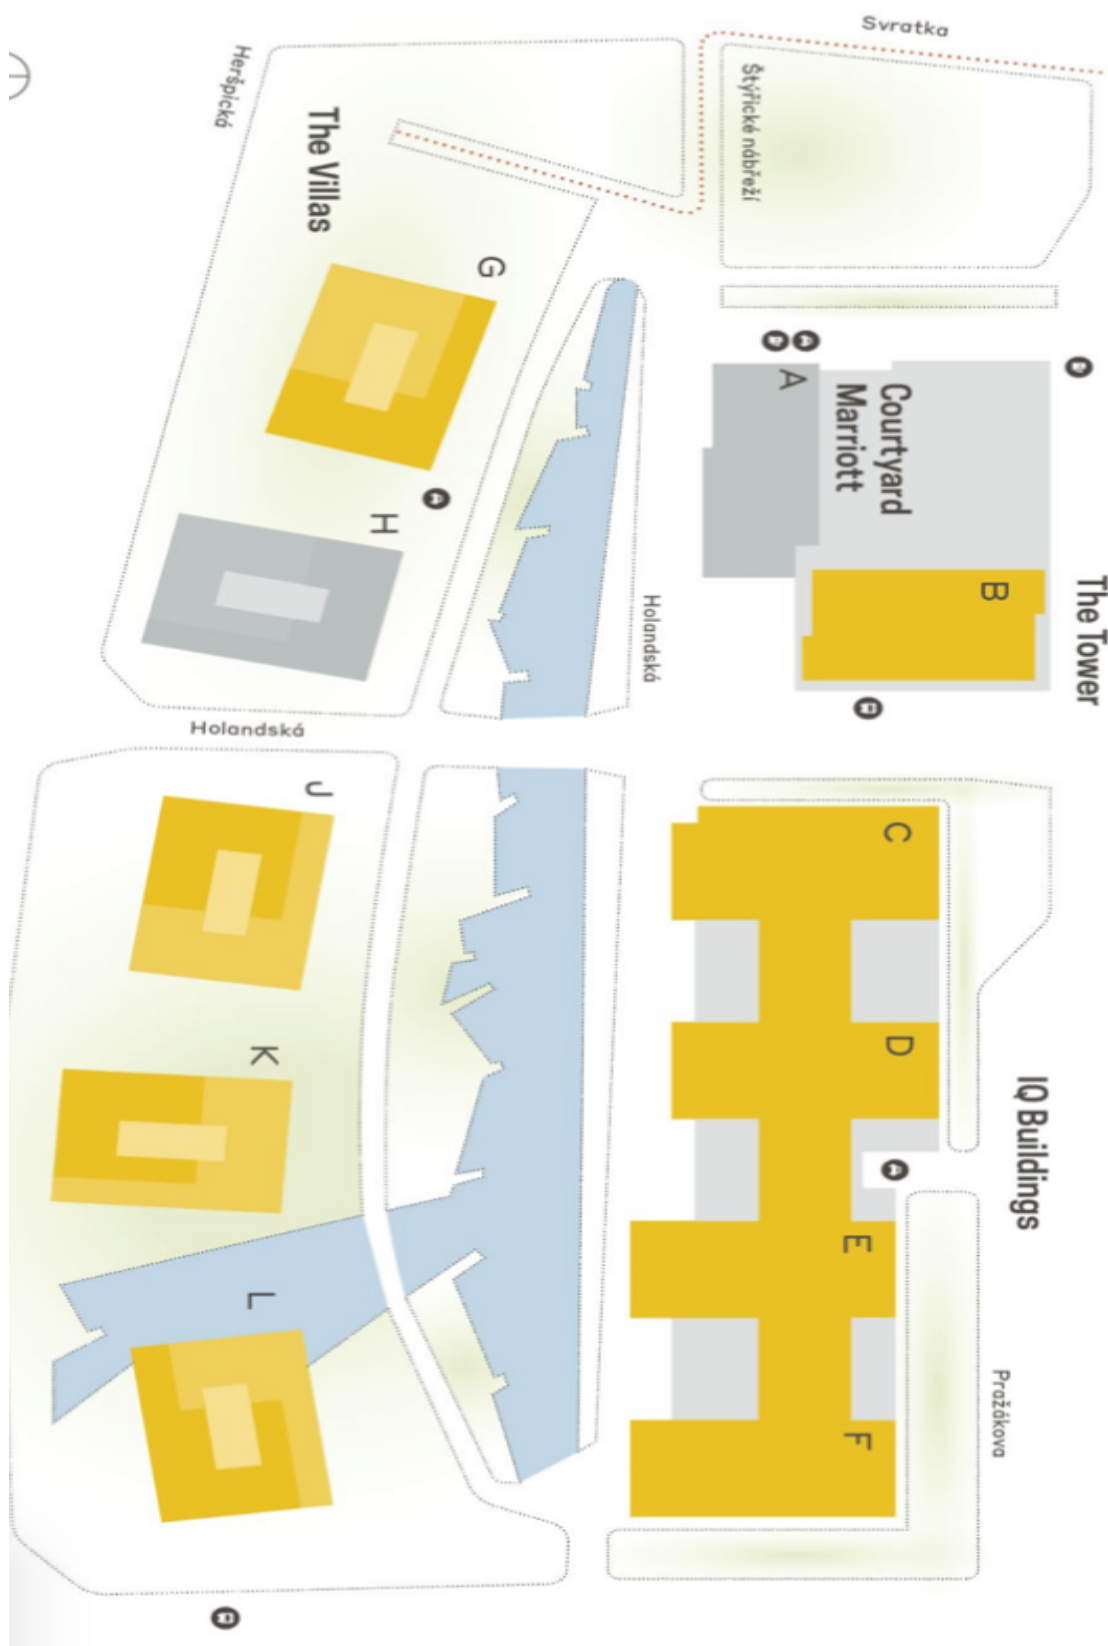 The Tower
IQ Buildings
Pražákova
Svratka
B
C
D
E
F
Courtyard
Marriott
A
Štýřické nábřeží
Holandská
G
H
The Villas
Heršpická
Holandská
J
K
L